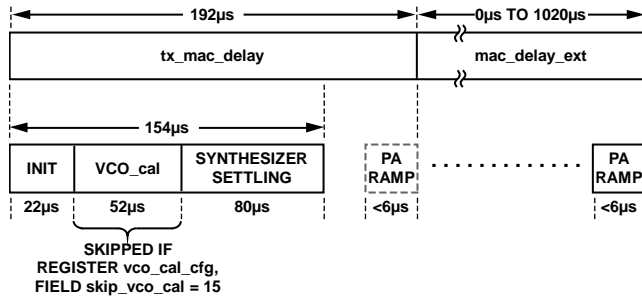 192µs
0µs TO 1020µs
tx_mac_delay
mac_delay_ext
154µs
INIT
VCO_cal
SYNTHESIZER
SETTLING
PA
RAMP
PA
RAMP
22µs
52µs
80µs
<6µs
<6µs
SKIPPED IF
REGISTER vco_cal_cfg,
FIELD skip_vco_cal = 15